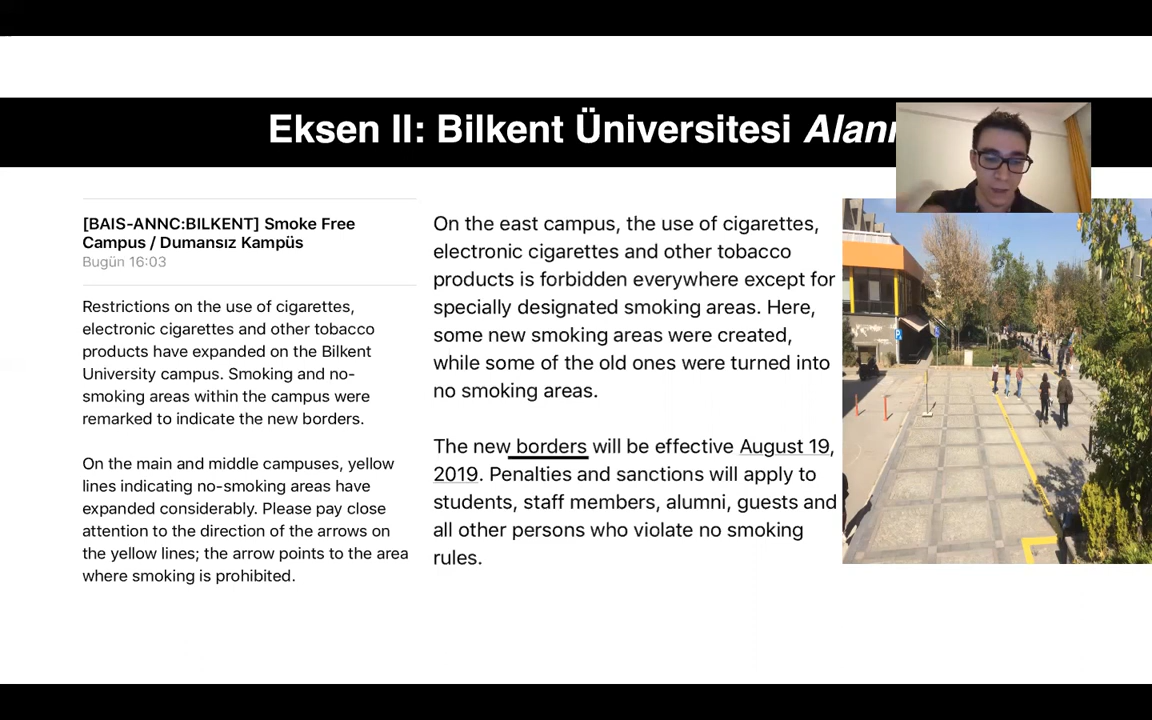 Eksen II: Bilkent Üniversitesi
[BAIS-ANNC:BILKENT] Smoke Free
Campus / Dumansız Kampüs
Bugün 16:03
Restrictions on the use of cigarettes,
electronic cigarettes and other tobacco
products have expanded on the Bilkent
University campus. Smoking and no-
smoking areas within the campus were
remarked to indicate the new borders.
On the main and middle campuses, yellow
lines indicating no-smoking areas have
expanded considerably. Please pay close
attention to the direction of the arrows on
the yellow lines; the arrow points to the area
where smoking is prohibited.
On the east campus, the use of cigarettes,
electronic cigarettes and other tobacco
products is forbidden everywhere except for
specially designated smoking areas. Here,
some new smoking areas were created,
while some of the old ones were turned into
no smoking areas.
The new borders will be effective August 19,
2019. Penalties and sanctions will apply to
students, staff members, alumni, guests and
all other persons who violate no smoking
rules.